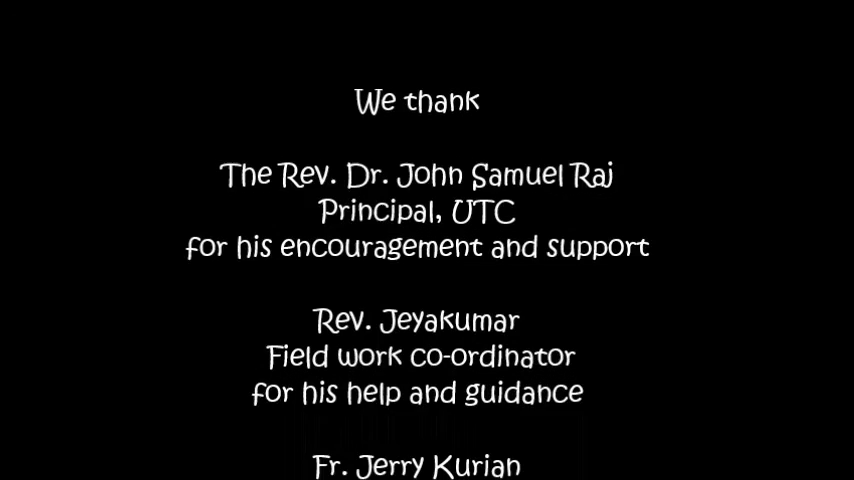 We thank
The Rev. Dr. John Samuel Raj
Principal, UTC
for his encouragement and support
Rev. Jeyakumar
Field work co-ordinator
for his help and guidance
Fr. Jerry Kurian